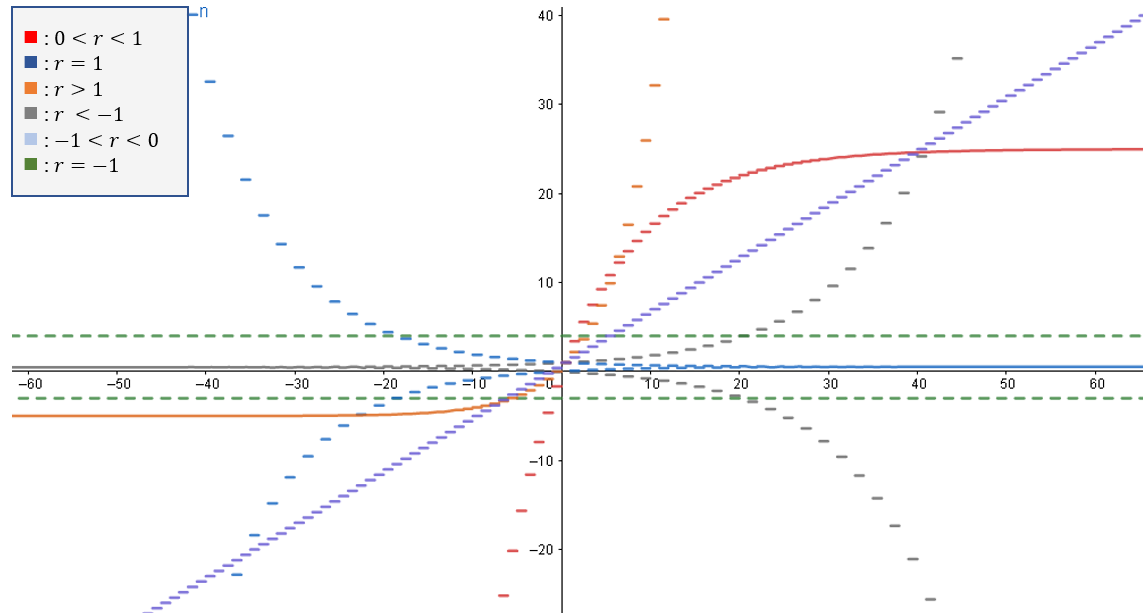 n
: 0 < r < 1
: r = 1
: r > 1
: r < −1
: −1 < r < 0
: r = −1
40
30
20
10
−60
−50
−40
−30
−20
−10
0
10
20
30
40
50
60
−10
−20